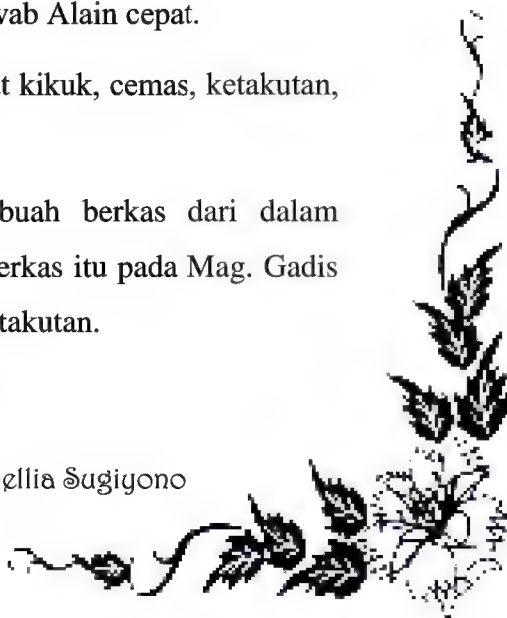 vab Alain cepat.
t kikuk, cemas, ketakutan,
buah berkas dari dalam
erkas itu pada Mag. Gadis
takutan.
ellia Sugiyono